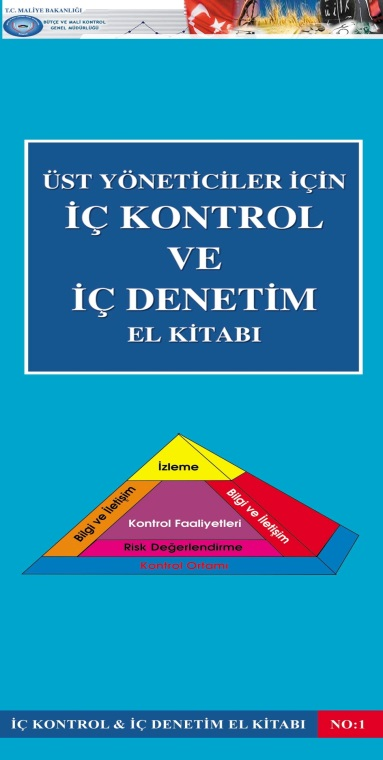 T.C. MALİYE BAKANLIĞI
BÜTÇE VE MALİ KONTROL
GENEL MÜDÜRLÜĞÜ
ÜST YÖNETİCİLER İÇİN
İÇ KONTROL
VE
İÇ DENETİM
EL KİTABI
İzleme
Bilgi ve İletişim
Bilgi ve İletişim
Kontrol Faaliyetleri
Risk Değerlendirme
Kontrol Ortamı
İÇ KONTROL & İÇ DENETİM EL KİTABI
NO:1